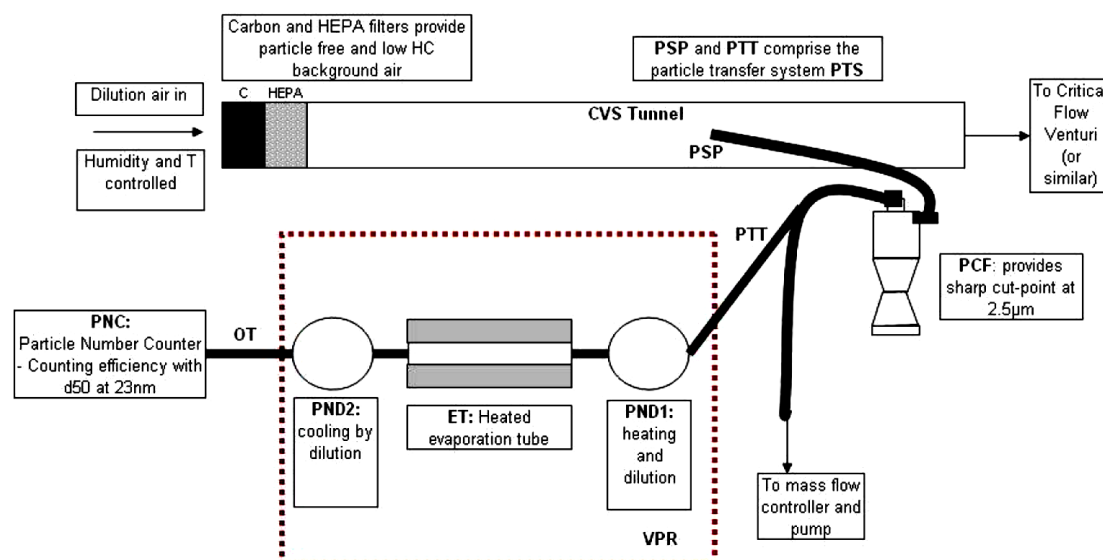 Carbon and HEPA filters provide
particle free and low HC
background air
PSP and PTT comprise the
particle transfer system PTS
Dilution air in
C HEPA
CVS Tunnel
To Critical
Flow
Venturi
(or
similar)
PSP
Humidity and T
controlled
PTT
PCF: provides
sharp cut-point at
2.5µm
PNC:
Particle Number Counter
- Counting efficiency with
d50 at 23nm
OT
PND2:
cooling by
dilution
ET: Heated
evaporation tube
PND1:
heating
and
dilution
To mass flow
controller and
pump
VPR